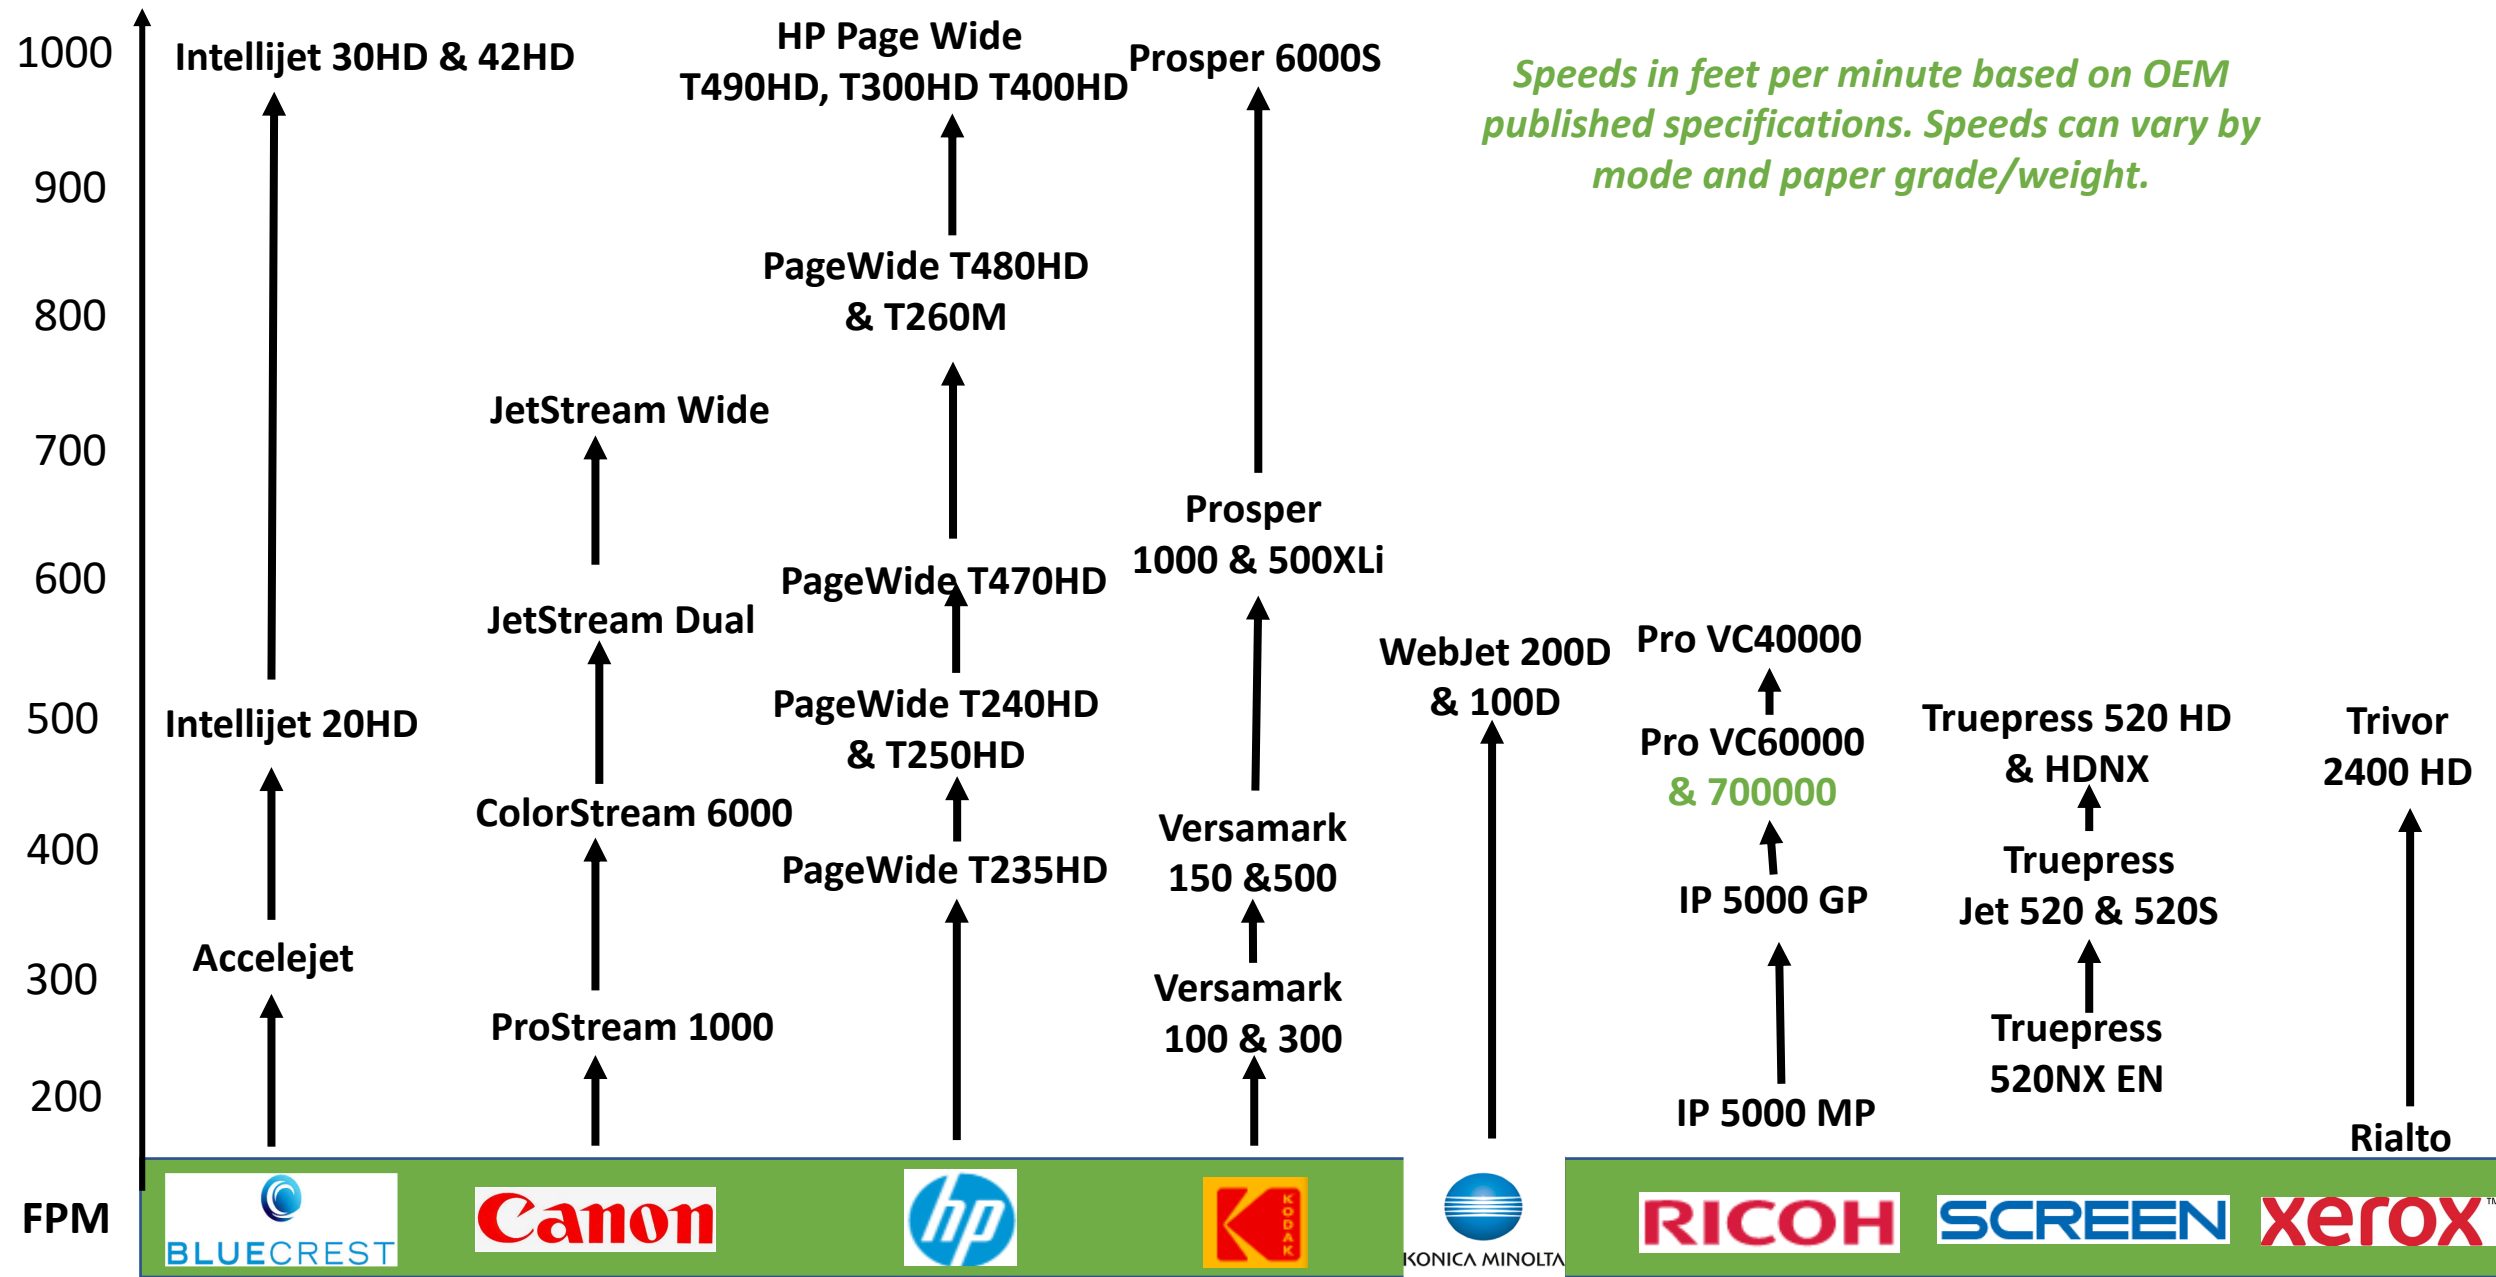 1000
900
800
700
600
500
400
300
200
FPM
Intellijet 30HD & 42HD
Intellijet 20HD
Accelejet
BLUECREST
JetStream Wide
JetStream Dual
ColorStream 6000
ProStream 1000
Canon
HP Page Wide
T490HD, T300HD T400HD
PageWide T480HD
& T260M
PageWide T470HD
PageWide T240HD
& T250HD
PageWide T235HD
hp
Prosper 6000S
Prosper
1000 & 500XLi
Versamark
150 &500
Versamark
100 & 300
KODAK
WebJet 200D
& 100D
KONICA MINOLTA
Speeds in feet per minute based on OEM
published specifications. Speeds can vary by
mode and paper grade/weight.
Pro VC40000
Pro VC60000
& 700000
IP 5000 GP
IP 5000 MP
RICOH
Truepress 520 HD
& HDNX
Truepress
Jet 520 & 520S
Truepress
520NX EN
SCREEN
Trivor
2400 HD
Rialto
xerox™